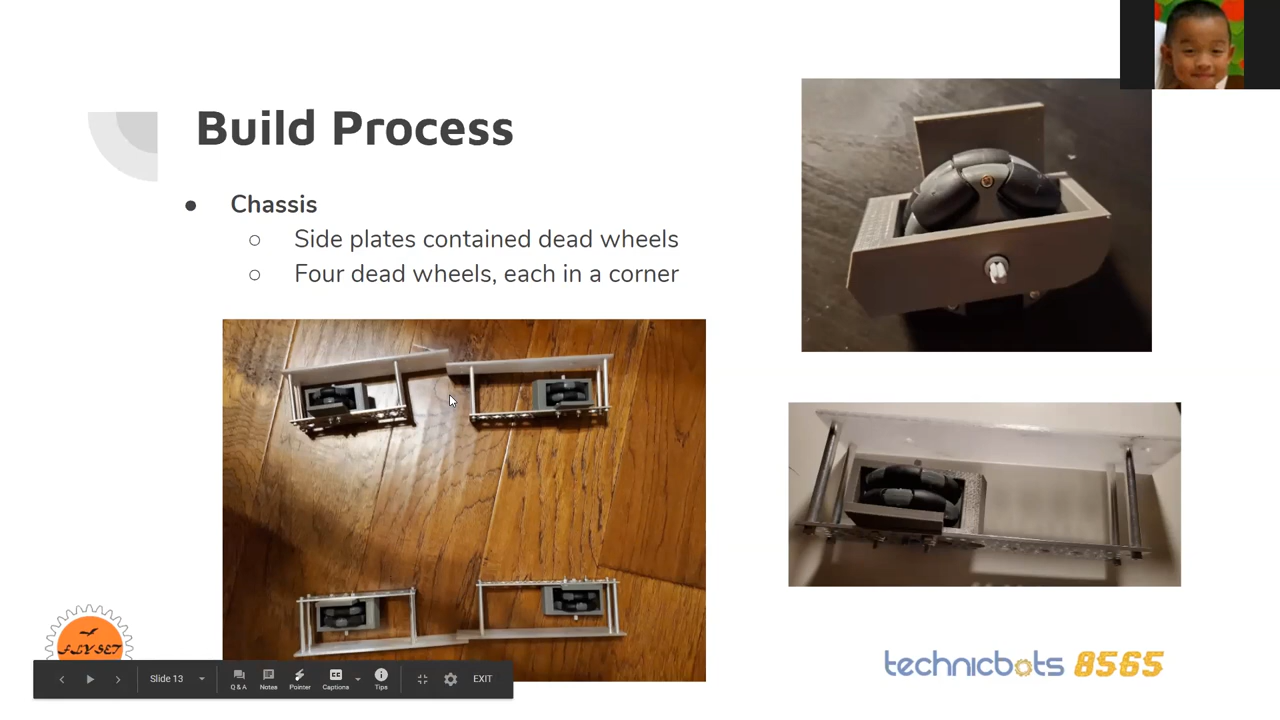 Build Process
● Chassis
○ Side plates contained dead wheels
○ Four dead wheels, each in a corner
FLYSET
technicbots 8565
Slide 13
Q&A
Notes
Pointer
Captions
Tips
EXIT